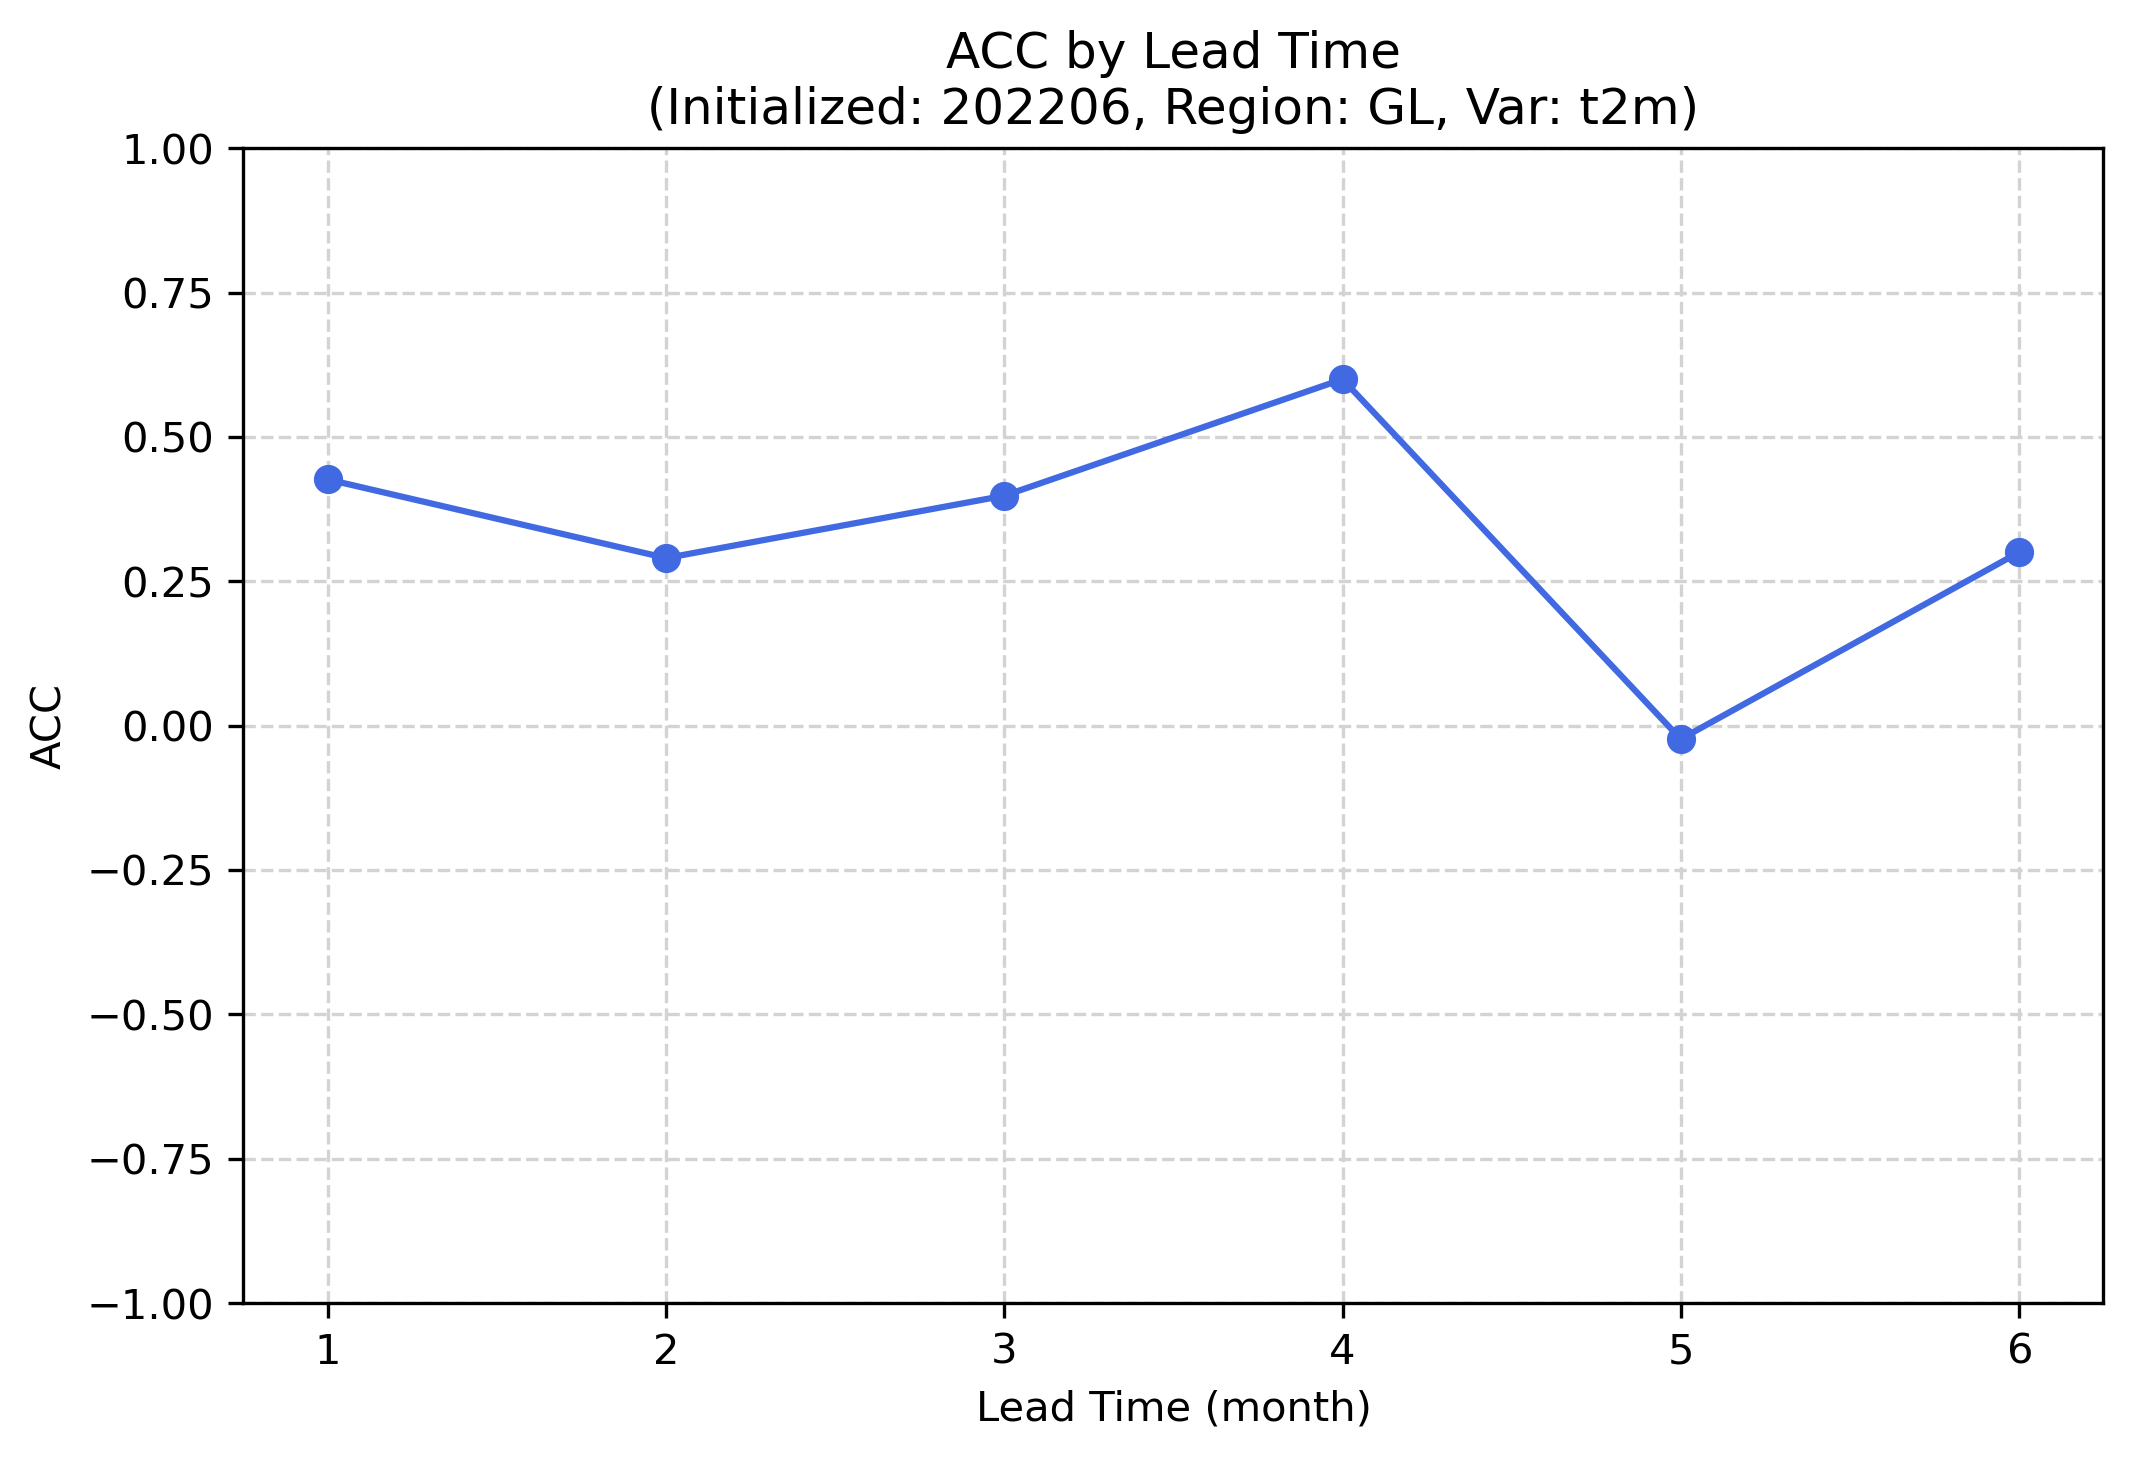 ACC by Lead Time
(Initialized: 202206, Region: GL, Var: t2m)
1.00
0.75
0.50
0.25
0.00
−0.25
−0.50
−0.75
−1.00
ACC
1 2 3 4 5 6
Lead Time (month)